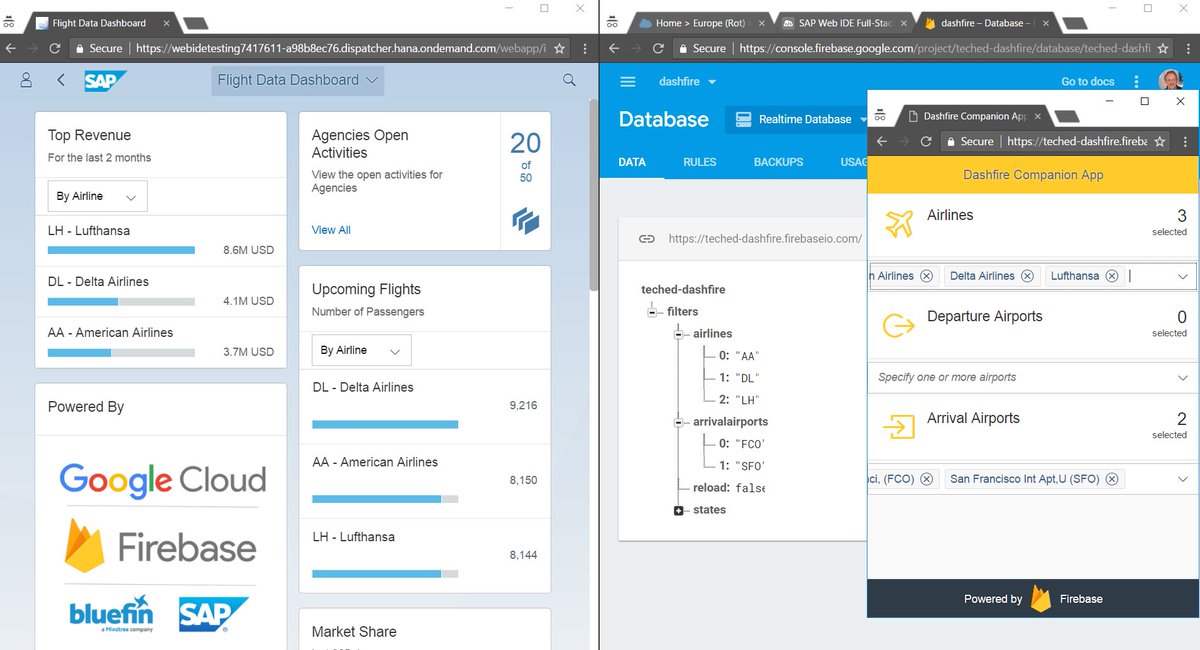 Flight Data Dashboard
Secure
https://webidetesting7417611-a98b8ec76.dispatcher.hana.ondemand.com/webapp/i
SAP
Flight Data Dashboard
Top Revenue
For the last 2 months
By Airline
LH - Lufthansa
8.6M USD
DL - Delta Airlines
4.1M USD
AA - American Airlines
3.7M USD
Powered By
Google Cloud
Firebase
bluefin
a Mindtree company
SAP
Agencies Open
Activities
View the open activities for
Agencies
View All
20
of
50
Upcoming Flights
Number of Passengers
By Airline
DL - Delta Airlines
9,216
AA - American Airlines
8,150
LH - Lufthansa
8,144
Market Share
Home > Europe (Rot)
SAP Web IDE Full-Stac
dashfire – Database –
Secure
https://console.firebase.google.com/project/teched-dashfire/database/teched-dashfi
dashfire
Go to docs
Database
Realtime Database
DATA
RULES
BACKUPS
USAG
https://teched-dashfire.firebaseio.com/
teched-dashfire
filters
airlines
0: "AA"
1: "DL"
2: "LH"
arrivalairports
0: "FCO'
1: "SFO'
reload: false
states
Dashfire Companion App
Secure
https://teched-dashfire.fireba
Dashfire Companion App
Airlines
3
selected
n Airlines
Delta Airlines
Lufthansa
Departure Airports
0
selected
Specify one or more airports
Arrival Airports
2
selected
ci, (FCO)
San Francisco Int Apt,U (SFO)
Powered by
Firebase